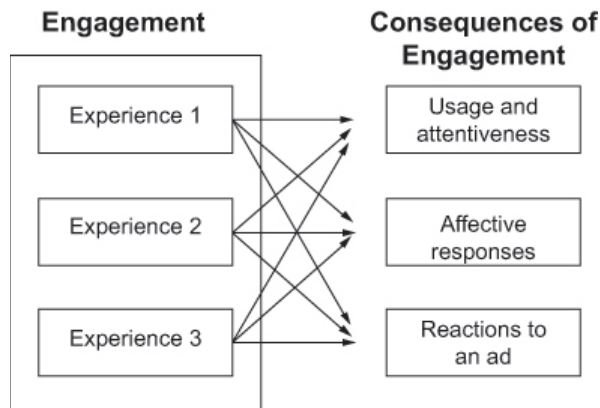 Engagement
Consequences of
Engagement
Experience 1
Usage and
attentiveness
Experience 2
Affective
responses
Experience 3
Reactions to
an ad